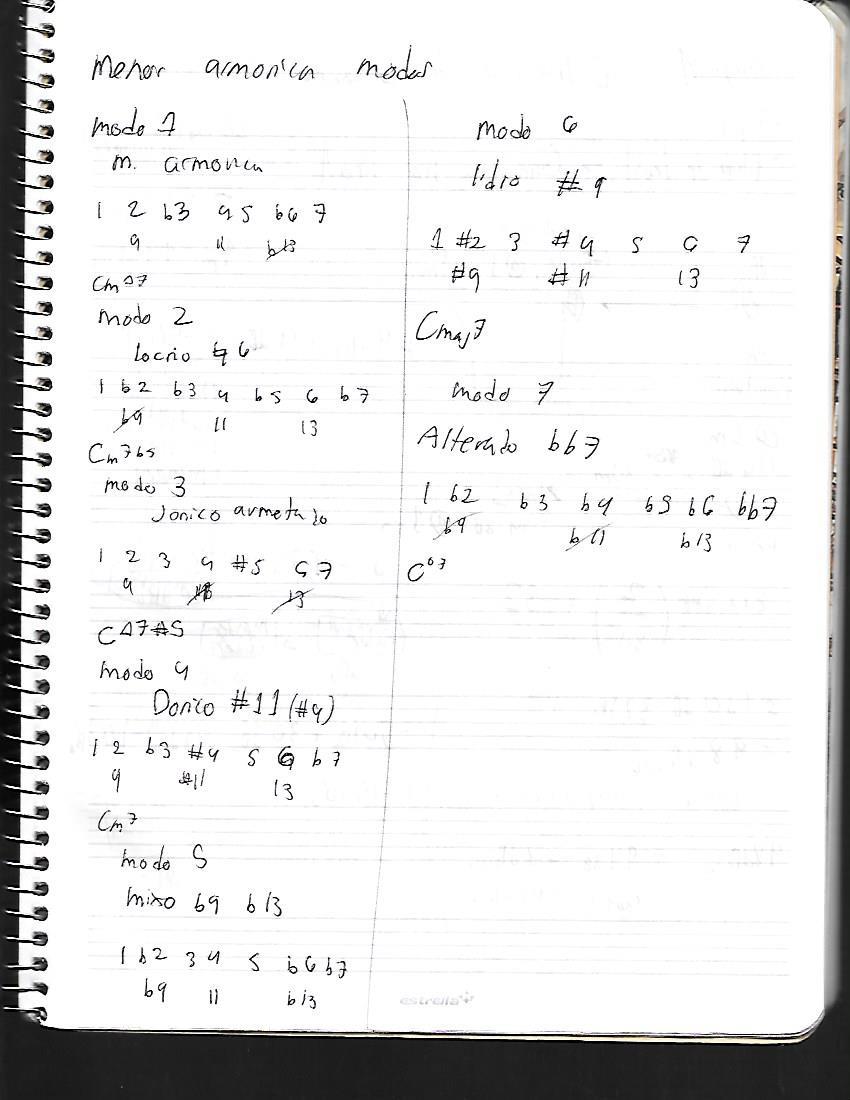 Menor armonica modos
modo 1
m. armonica
1 2 b3 4 5 b6 7
9 11 b13
Cm∆7
modo 2
locrio ♮6
1 b2 b3 4 b5 6 b7
b9 11 13
Cm7b5
modo 3
Jonico aumetado
1 2 3 4 #5 6 7
9 13
C∆7#5
modo 4
Dorico #11 (#4)
1 2 b3 #4 5 6 b7
9 #11 13
Cm7
modo 5
mixo b9 b13
1 b2 3 4 5 b6 b7
b9 11 b13
modo 6
lidio #9
1 #2 3 #4 5 6 7
#9 #11 13
Cmaj7
modo 7
Alterado bb7
1 b2 b3 b4 b5 b6 bb7
b9 b11 b13
C°7
estrella